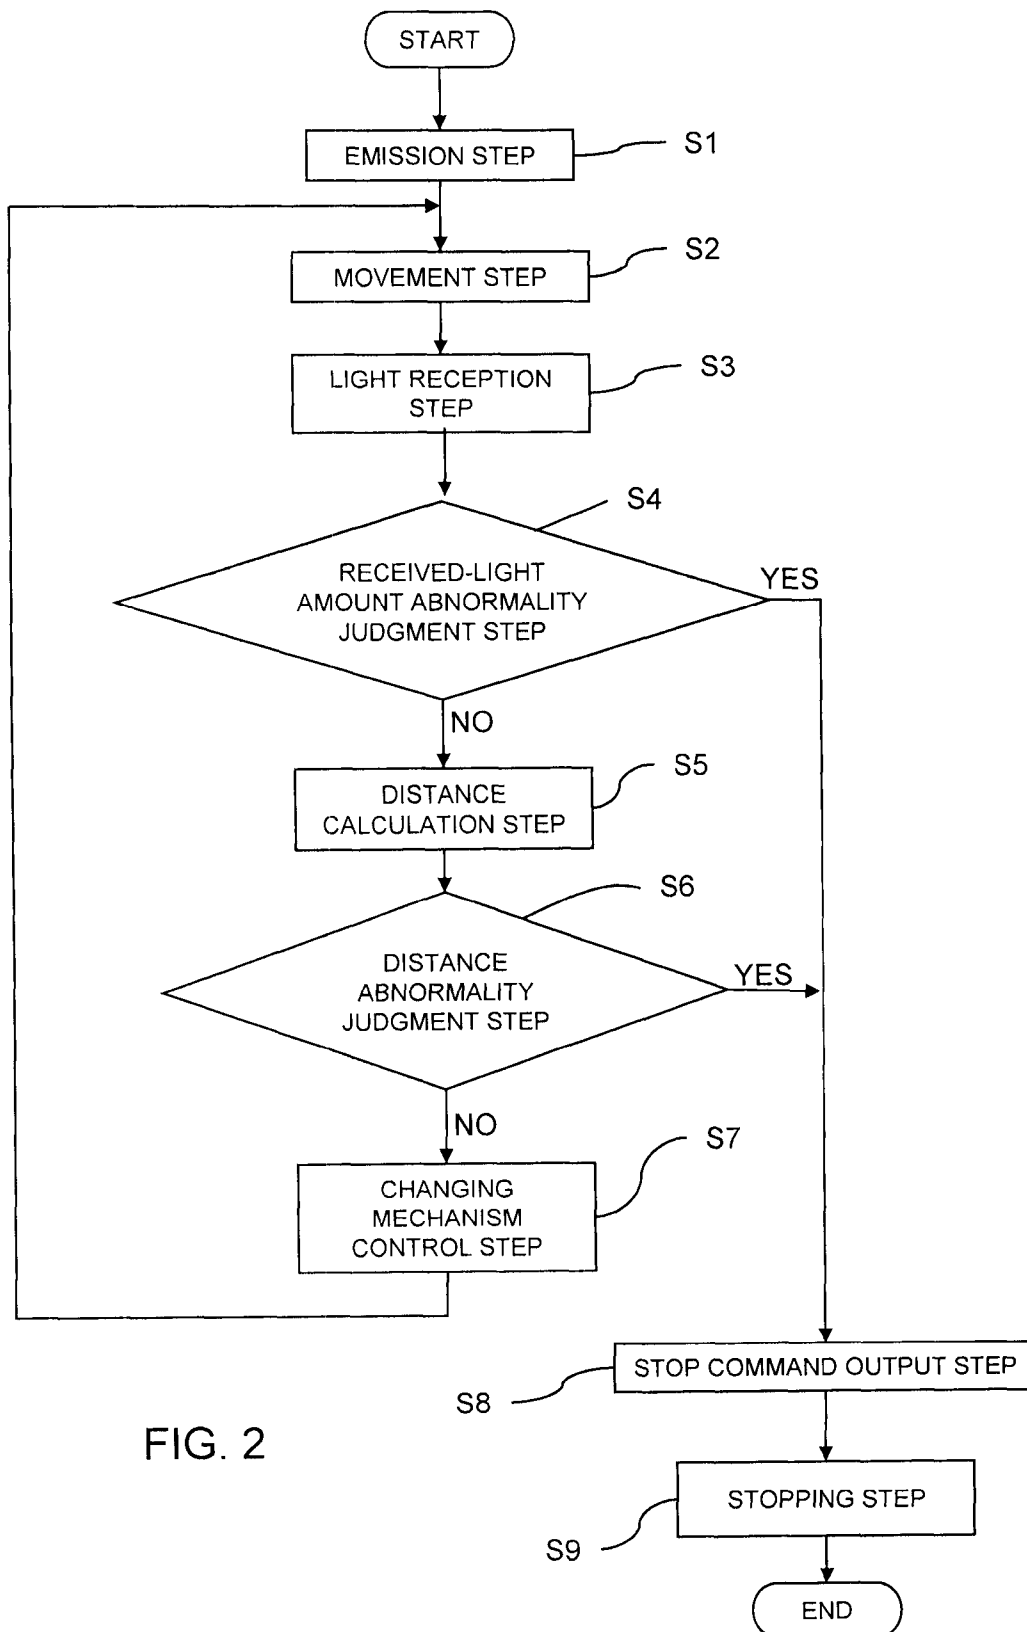 START
EMISSION STEP
S1
MOVEMENT STEP
S2
LIGHT RECEPTION
STEP
S3
S4
RECEIVED-LIGHT
AMOUNT ABNORMALITY
JUDGMENT STEP
YES
NO
DISTANCE
CALCULATION STEP
S5
S6
DISTANCE
ABNORMALITY
JUDGMENT STEP
YES
NO
CHANGING
MECHANISM
CONTROL STEP
S7
STOP COMMAND OUTPUT STEP
S8
FIG. 2
STOPPING STEP
S9
END